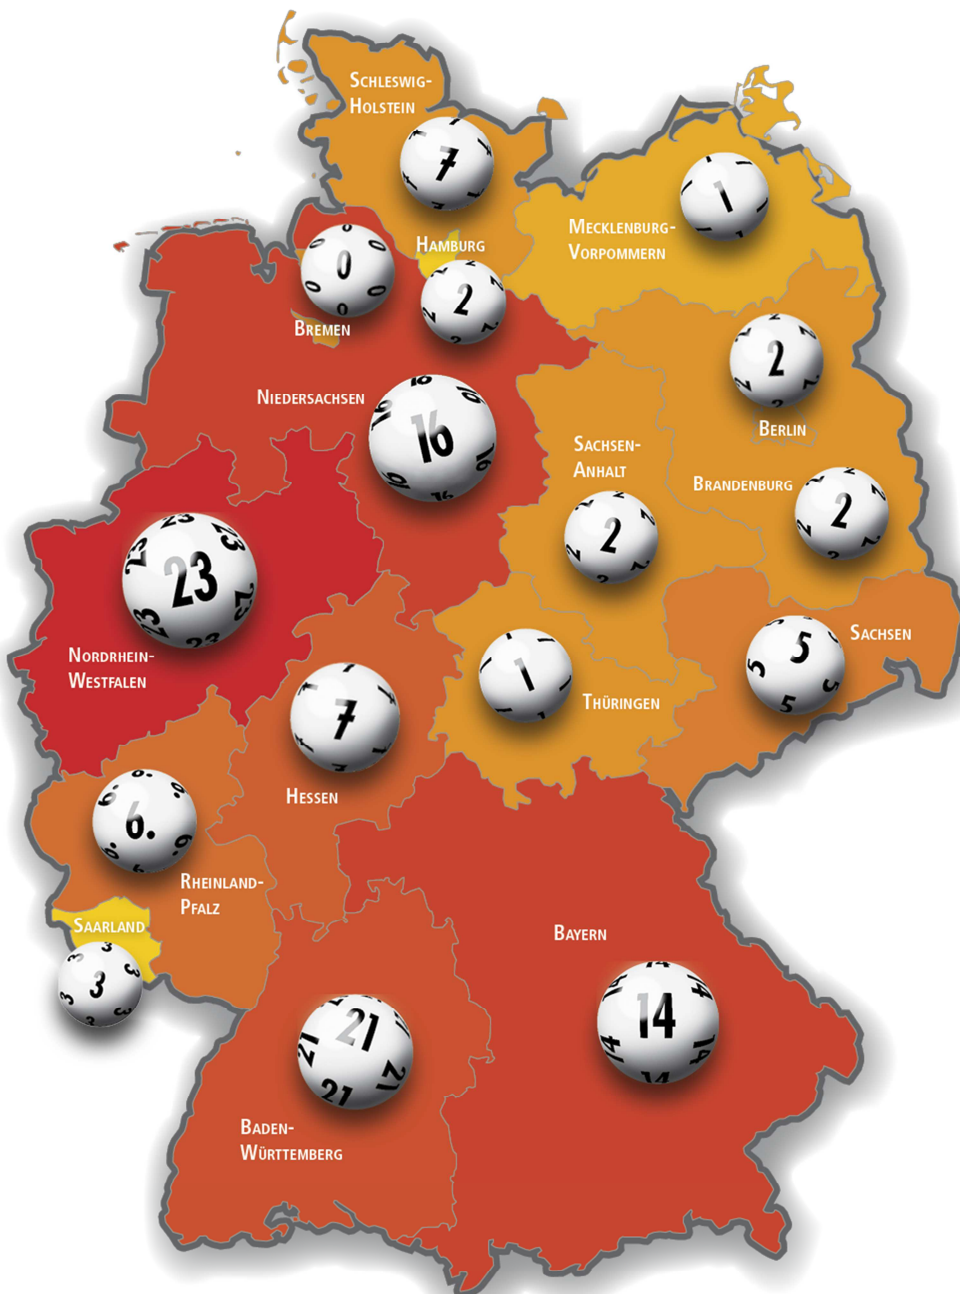 SCHLESWIG-
HOLSTEIN
7
1
MECKLENBURG-
VORPOMMERN
HAMBURG
0
2
BREMEN
2
BERLIN
NIEDERSACHSEN
16
SACHSEN-
ANHALT
BRANDENBURG
2
2
23
NORDRHEIN-
WESTFALEN
5
SACHSEN
1
THÜRINGEN
7
HESSEN
6.
RHEINLAND-
PFALZ
SAARLAND
3
BAYERN
14
21
BADEN-
WÜRTTEMBERG